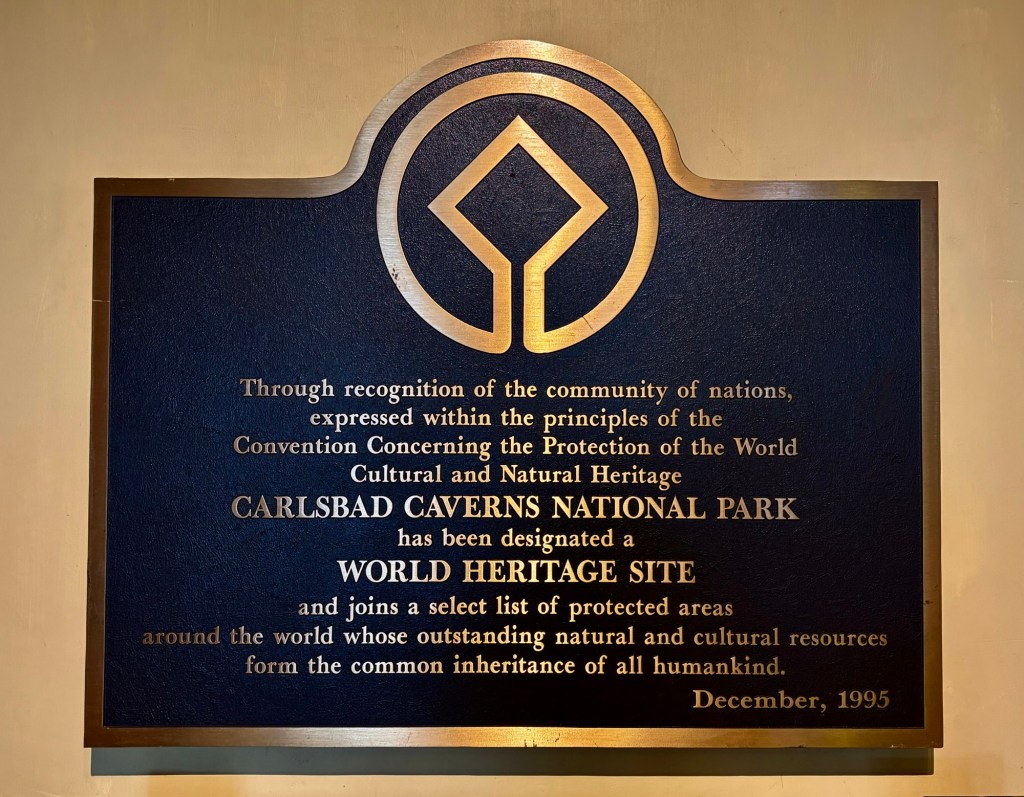 Through recognition of the community of nations,
expressed within the principles of the
Convention Concerning the Protection of the World
Cultural and Natural Heritage
CARLSBAD CAVERNS NATIONAL PARK
has been designated a
WORLD HERITAGE SITE
and joins a select list of protected areas
around the world whose outstanding natural and cultural resources
form the common inheritance of all humankind.
December, 1995